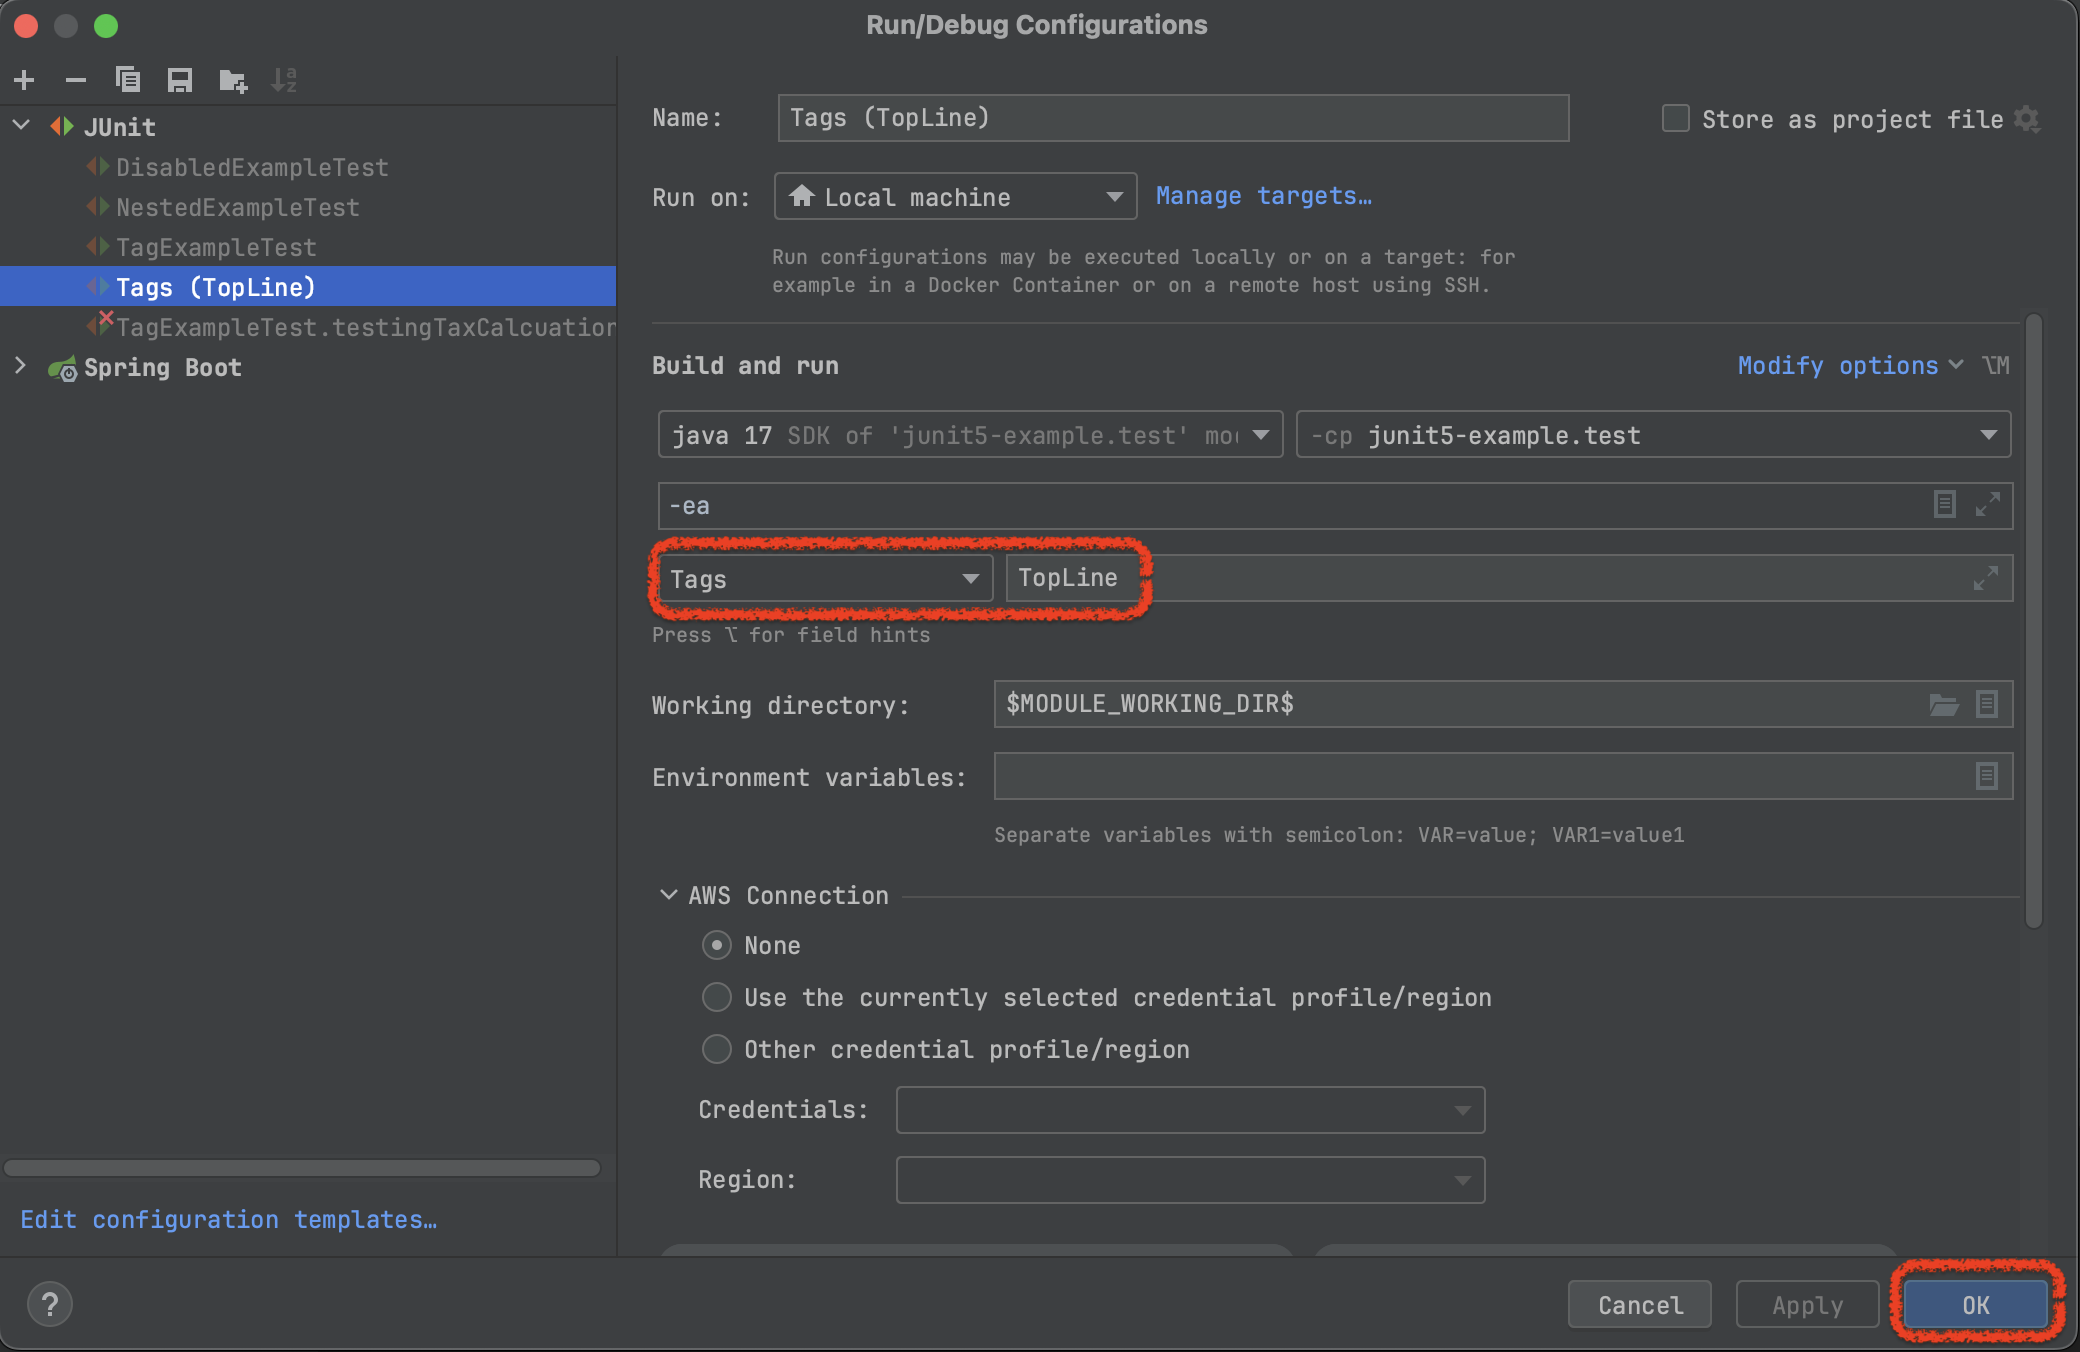 Run/Debug Configurations
JUnit
DisabledExampleTest
NestedExampleTest
TagExampleTest
Tags (TopLine)
TagExampleTest.testingTaxCalcuation
Spring Boot
Edit configuration templates…
Name: Tags (TopLine)
Store as project file
Run on: Local machine Manage targets…
Run configurations may be executed locally or on a target: for
example in a Docker Container or on a remote host using SSH.
Build and run
Modify options ⌥M
java 17 SDK of 'junit5-example.test' mo
-cp junit5-example.test
-ea
Tags TopLine
Press ⌥ for field hints
Working directory: $MODULE_WORKING_DIR$
Environment variables:
Separate variables with semicolon: VAR=value; VAR1=value1
AWS Connection
None
Use the currently selected credential profile/region
Other credential profile/region
Credentials:
Region:
?
Cancel Apply OK